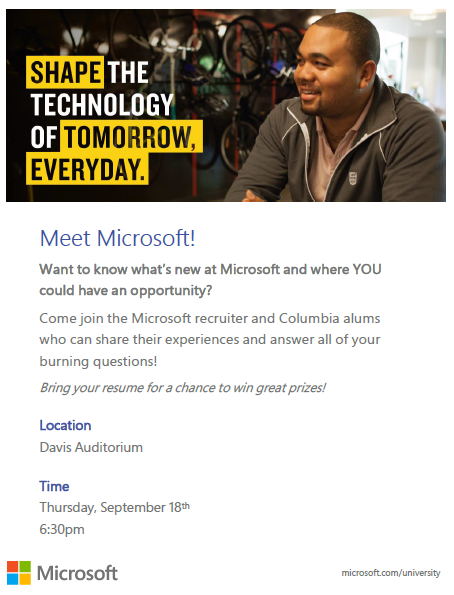 SHAPE THE
TECHNOLOGY
OF TOMORROW,
EVERYDAY.
Meet Microsoft!
Want to know what's new at Microsoft and where YOU
could have an opportunity?
Come join the Microsoft recruiter and Columbia alums
who can share their experiences and answer all of your
burning questions!
Bring your resume for a chance to win great prizes!
Location
Davis Auditorium
Time
Thursday, September 18th
6:30pm
Microsoft
microsoft.com/university